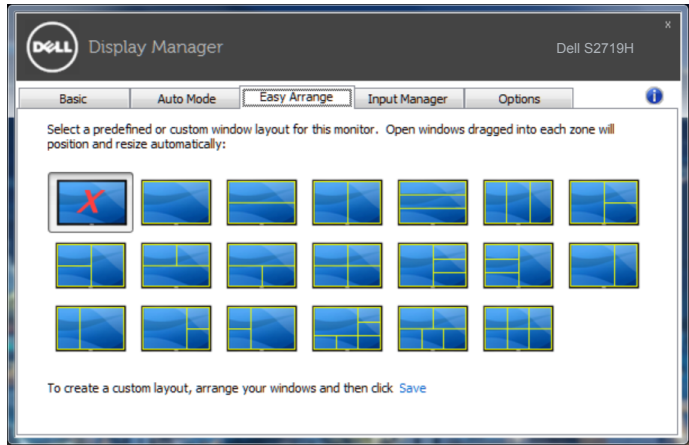 DELL Display Manager
x
Dell S2719H
Basic Auto Mode Easy Arrange Input Manager Options i
Select a predefined or custom window layout for this monitor. Open windows dragged into each zone will
position and resize automatically:
X
To create a custom layout, arrange your windows and then click Save